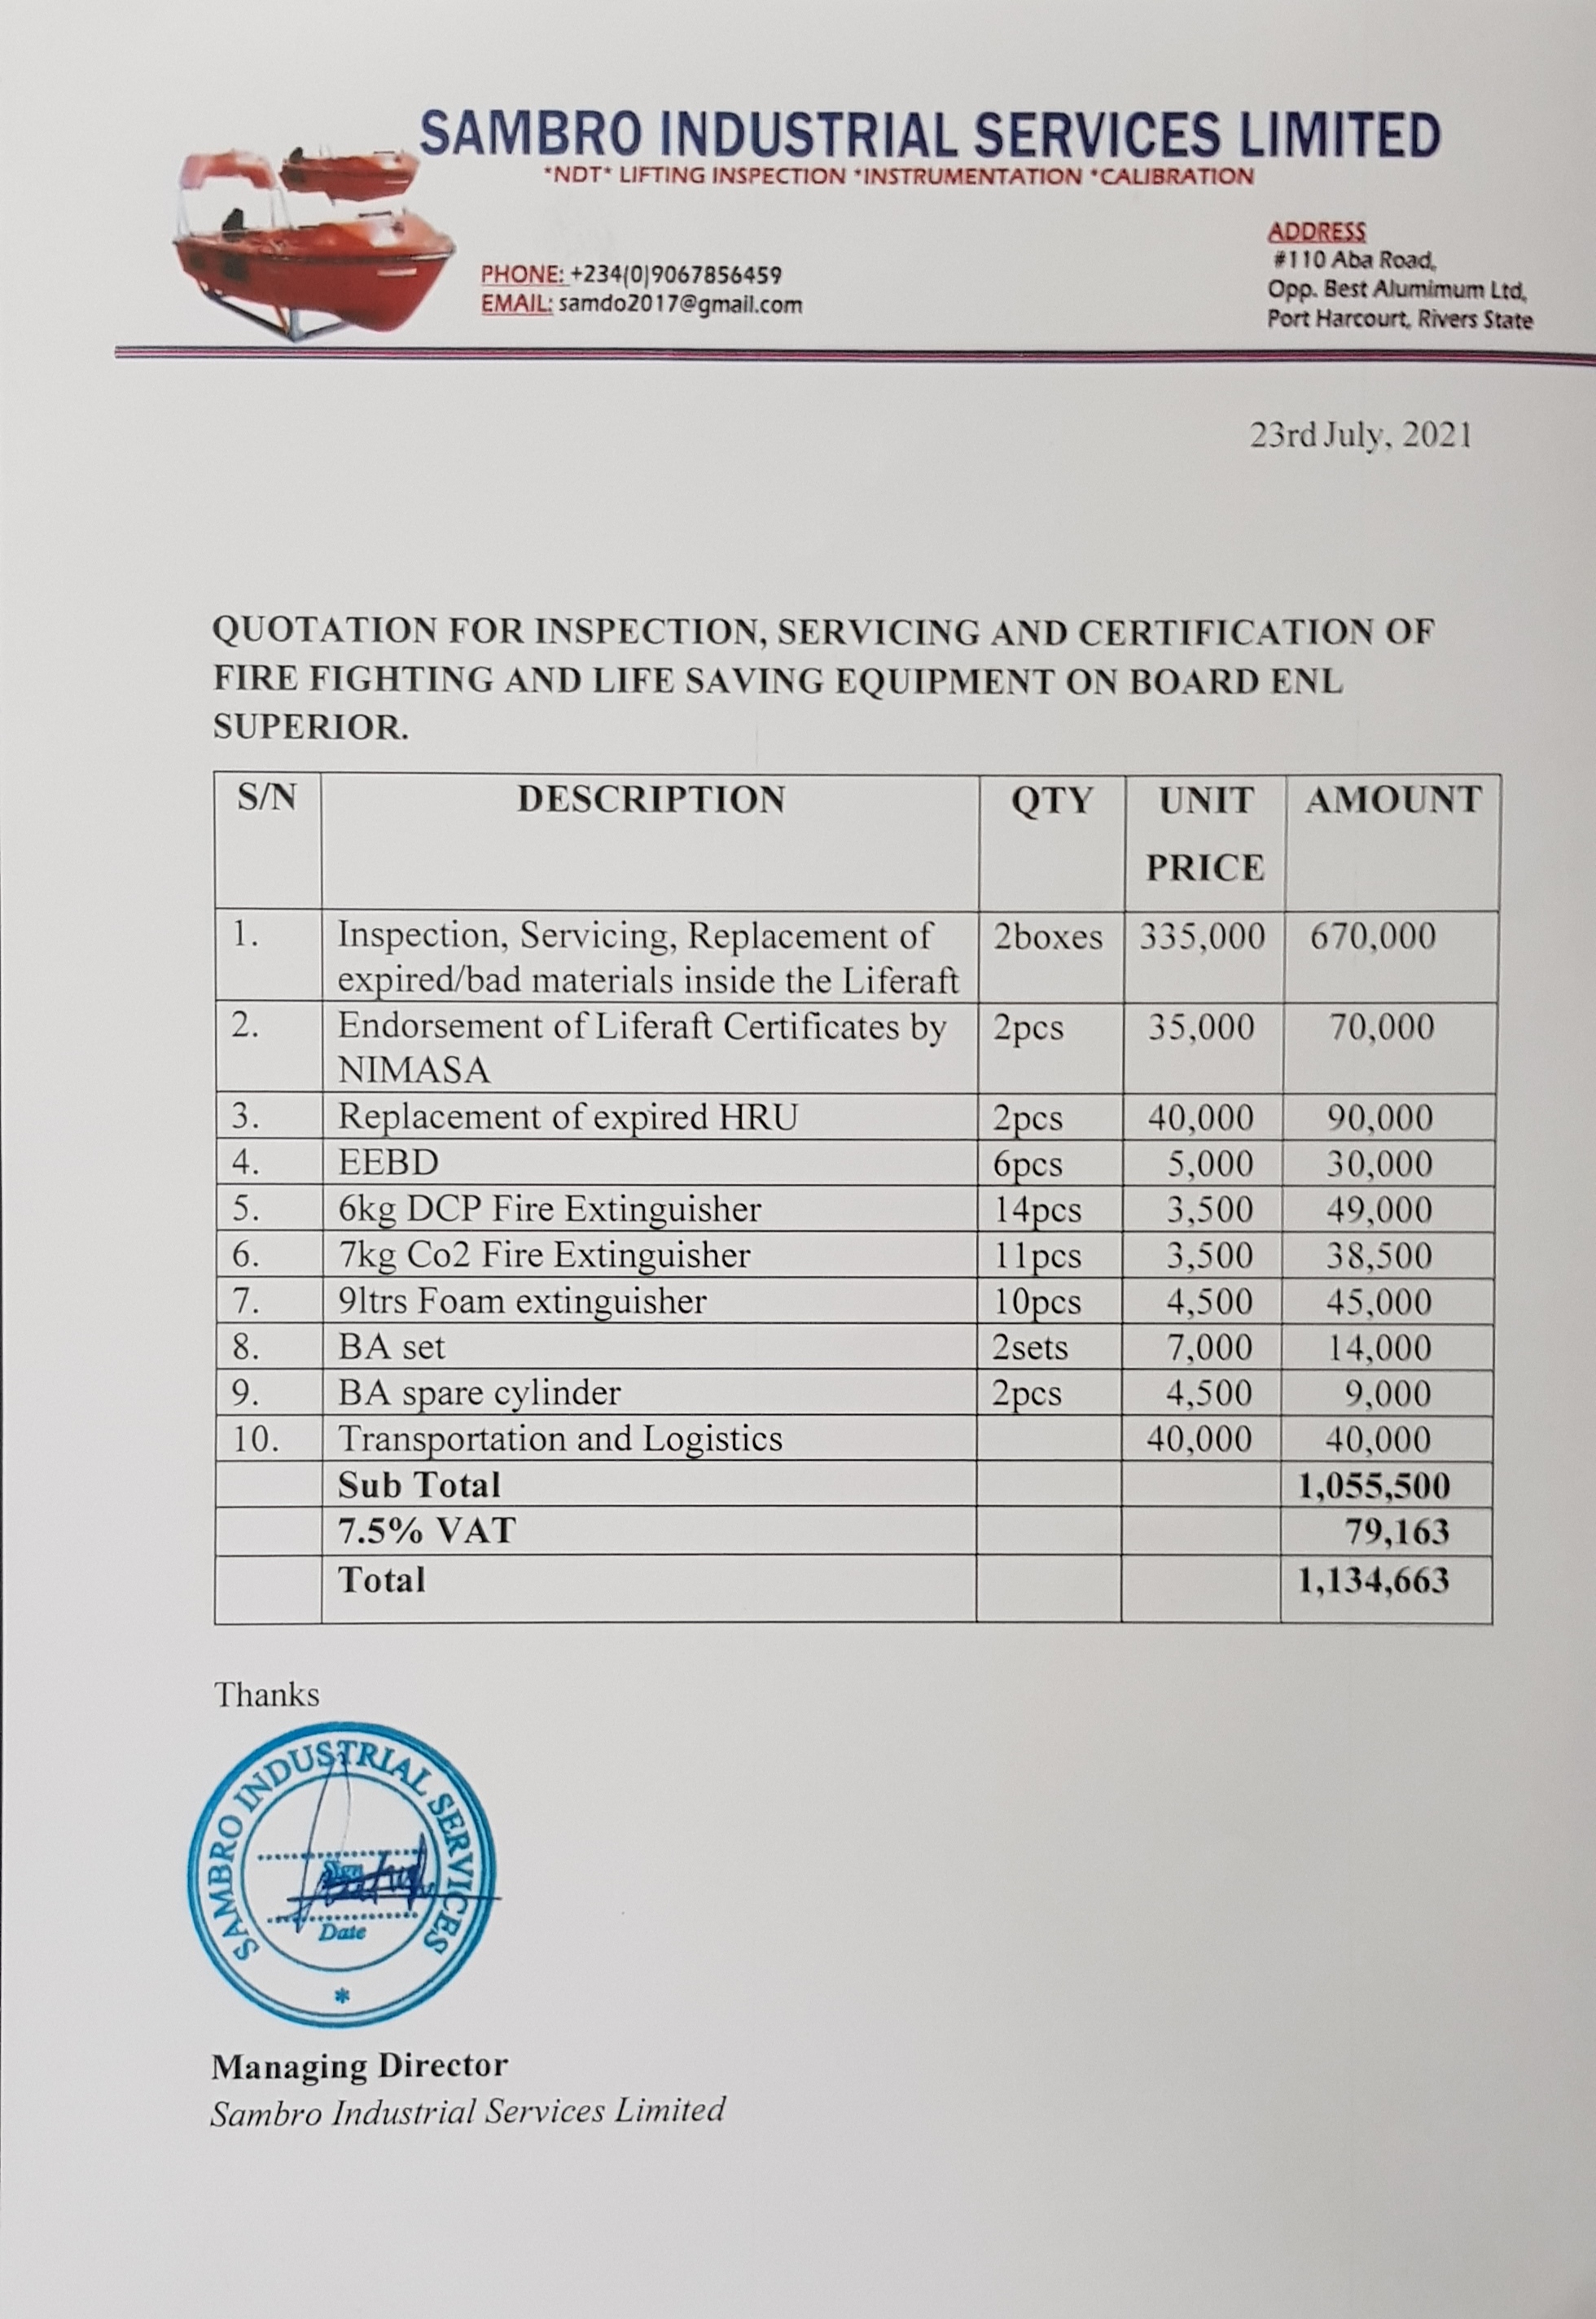 SAMBRO INDUSTRIAL SERVICES LIMITED
*NDT* LIFTING INSPECTION *INSTRUMENTATION *CALIBRATION
PHONE: +234(0)9067856459
EMAIL: samdo2017@gmail.com
ADDRESS
#110 Aba Road,
Opp. Best Alumimum Ltd,
Port Harcourt, Rivers State
23rd July, 2021
QUOTATION FOR INSPECTION, SERVICING AND CERTIFICATION OF
FIRE FIGHTING AND LIFE SAVING EQUIPMENT ON BOARD ENL
SUPERIOR.
S/N DESCRIPTION QTY UNIT PRICE AMOUNT
1. Inspection, Servicing, Replacement of 2boxes 335,000 670,000
expired/bad materials inside the Liferaft
2. Endorsement of Liferaft Certificates by 2pcs 35,000 70,000
NIMASA
3. Replacement of expired HRU 2pcs 40,000 90,000
4. EEBD 6pcs 5,000 30,000
5. 6kg DCP Fire Extinguisher 14pcs 3,500 49,000
6. 7kg Co2 Fire Extinguisher 11pcs 3,500 38,500
7. 9ltrs Foam extinguisher 10pcs 4,500 45,000
8. BA set 2sets 7,000 14,000
9. BA spare cylinder 2pcs 4,500 9,000
10. Transportation and Logistics 40,000 40,000
Sub Total 1,055,500
7.5% VAT 79,163
Total 1,134,663
Thanks
SAMBRO INDUSTRIAL SERVICES
Sign
Date
*
Managing Director
Sambro Industrial Services Limited